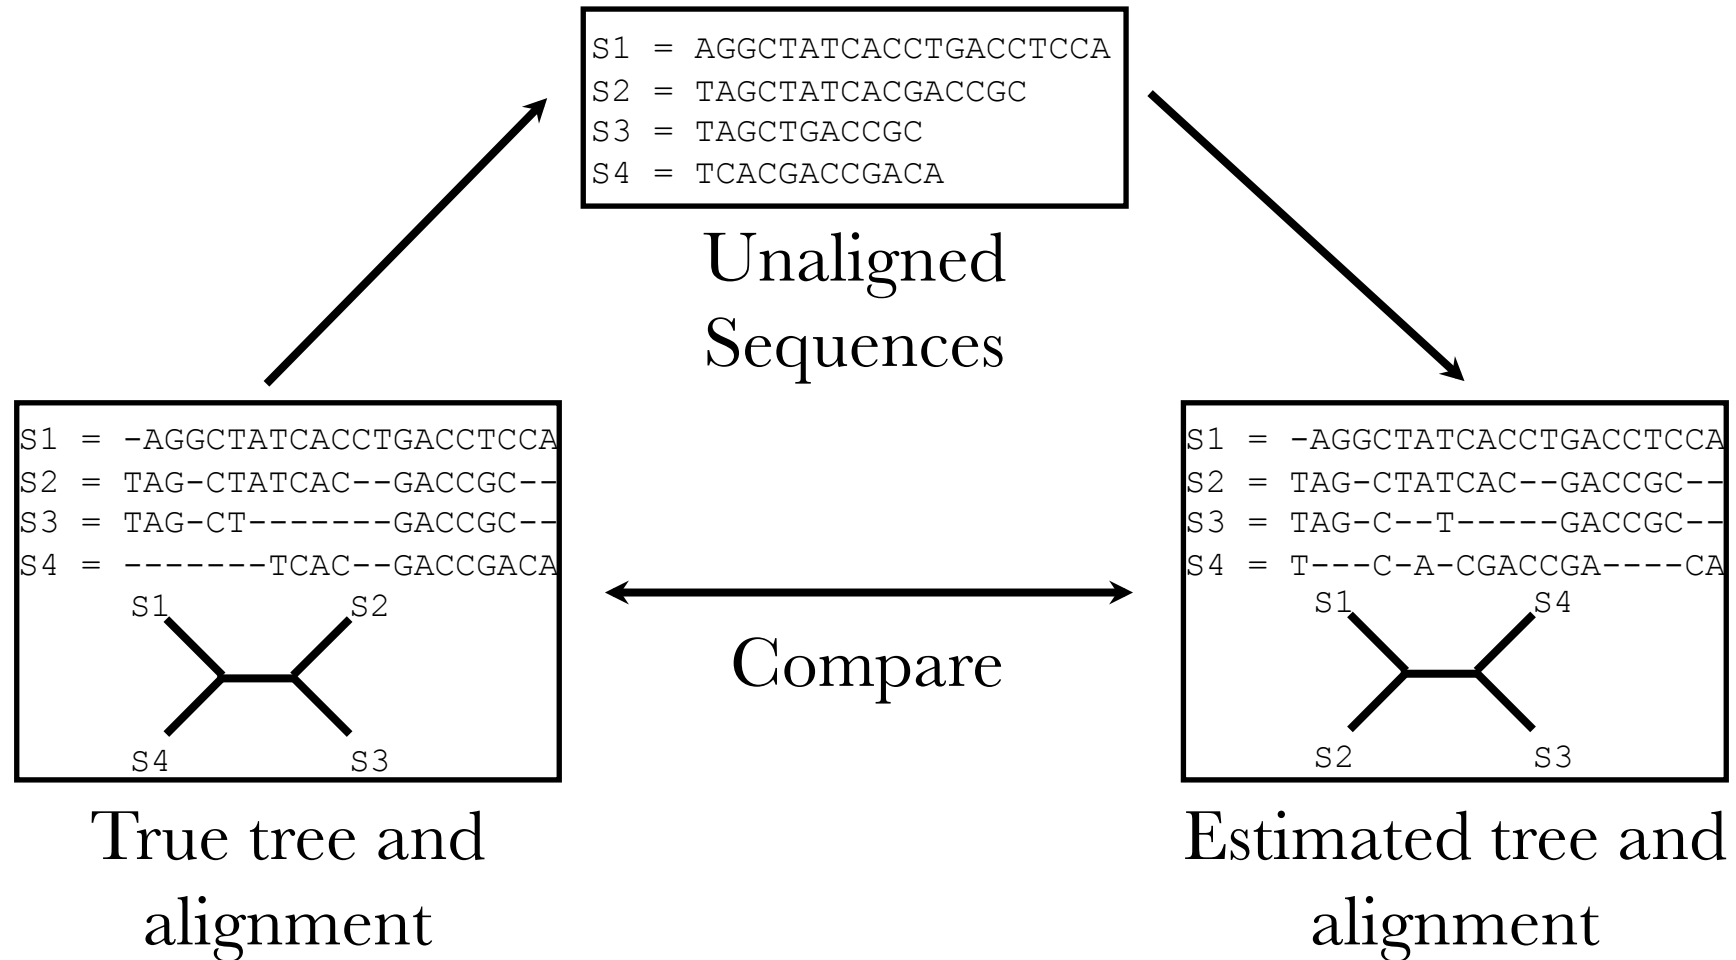 S1 = AGGCTATCACCTGACCTCCA
S2 = TAGCTATCACGACCGC
S3 = TAGCTGACCGC
S4 = TCACGACCGACA
Unaligned
Sequences
S1 = -AGGCTATCACCTGACCTCCA
S2 = TAG-CTATCAC--GACCGC--
S3 = TAG-CT-------GACCGC--
S4 = -------TCAC--GACCGACA
S1 S2
S4 S3
True tree and
alignment
Compare
S1 = -AGGCTATCACCTGACCTCCA
S2 = TAG-CTATCAC--GACCGC--
S3 = TAG-C--T-----GACCGC--
S4 = T---C-A-CGACCGA----CA
S1 S4
S2 S3
Estimated tree and
alignment